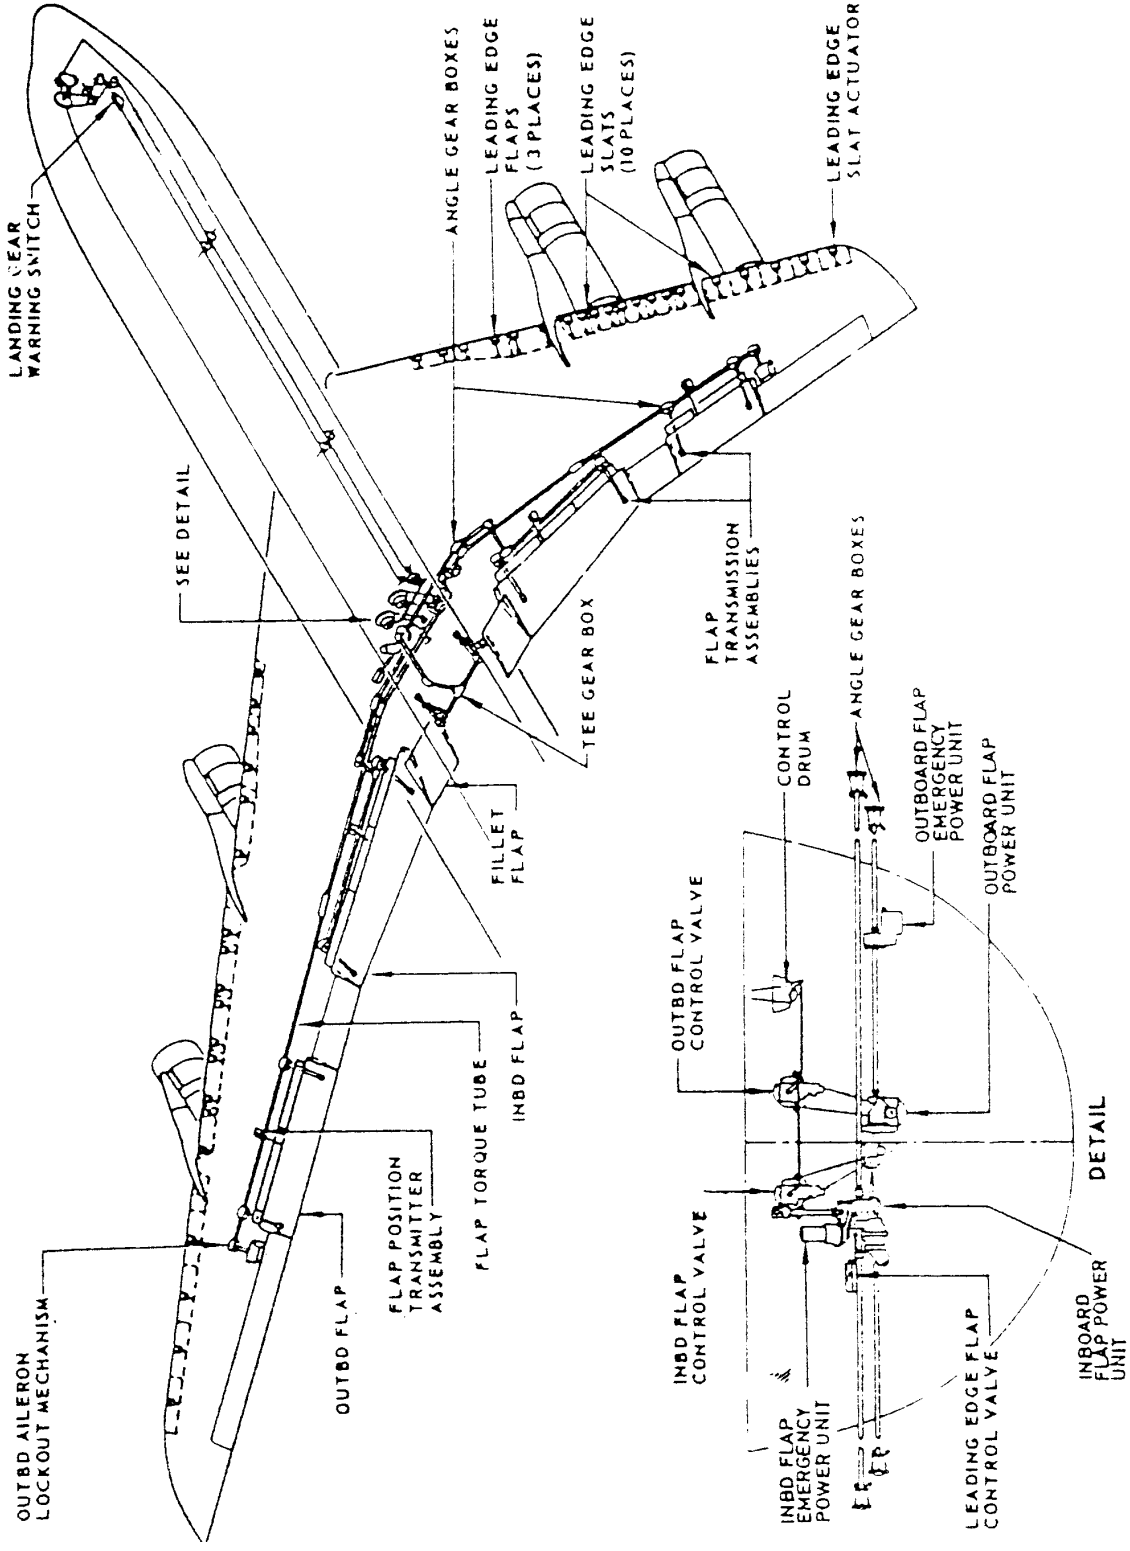 LANDING GEAR
WARNING SWITCH
ANGLE GEAR BOXES
LEADING EDGE
FLAPS
(3 PLACES)
LEADING EDGE
SLATS
(10 PLACES)
LEADING EDGE
SLAT ACTUATOR
SEE DETAIL
TEE GEAR BOX
FLAP
TRANSMISSION
ASSEMBLIES
FILLET
FLAP
INBD FLAP
FLAP TORQUE TUBE
FLAP POSITION
TRANSMITTER
ASSEMBLY
OUTBD FLAP
OUTBD AILERON
LOCKOUT MECHANISM
CONTROL
DRUM
ANGLE GEAR BOXES
OUTBOARD FLAP
EMERGENCY
POWER UNIT
OUTBOARD FLAP
POWER UNIT
OUTBD FLAP
CONTROL VALVE
INBD FLAP
CONTROL VALVE
INBD FLAP
EMERGENCY
POWER UNIT
LEADING EDGE FLAP
CONTROL VALVE
INBOARD
FLAP POWER
UNIT
DETAIL